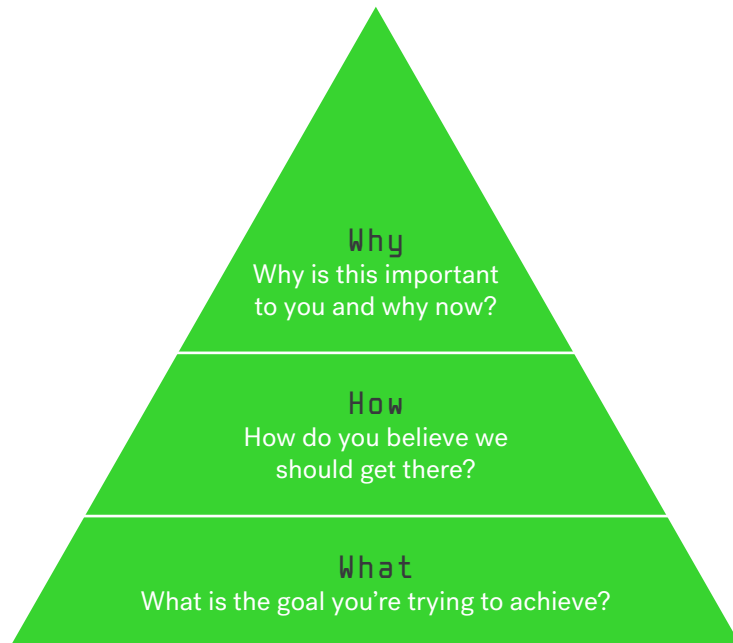 Why
Why is this important
to you and why now?
How
How do you believe we
should get there?
What
What is the goal you’re trying to achieve?